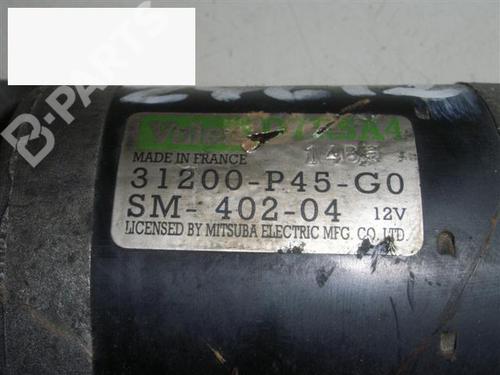 B-PARTS
MADE IN FRANCE
31200-P45-G0
SM- 402-04 12V
LICENSED BY MITSUBA ELECTRIC MFG. CO., LTD.